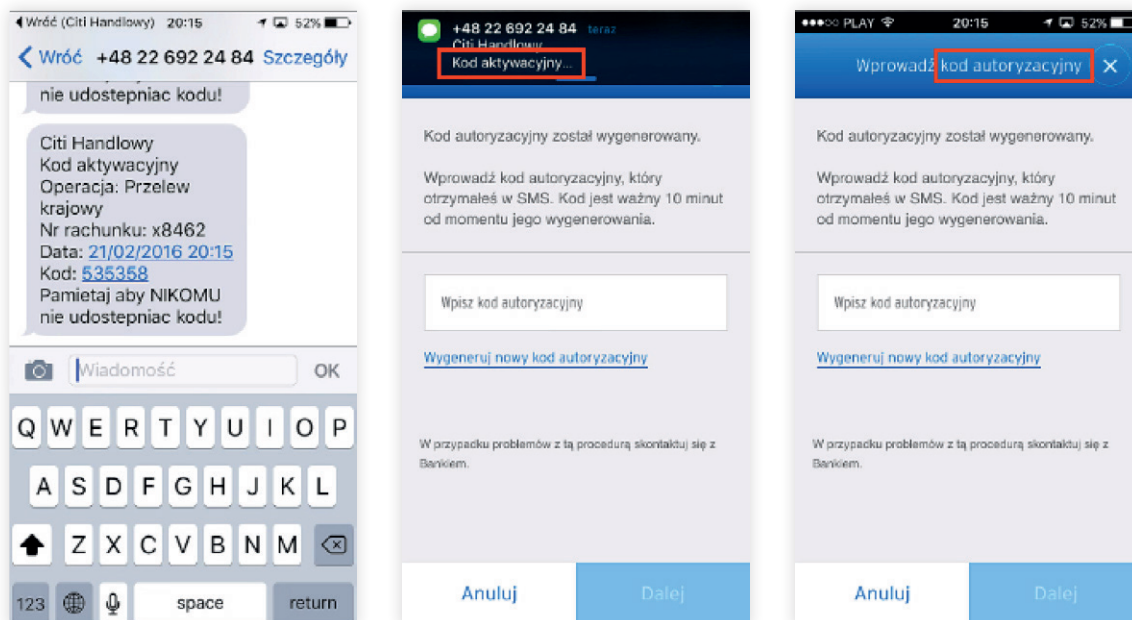 Wróć (Citi Handlowy) 20:15 52%
Wróć +48 22 692 24 84 Szczegóły
nie udostepniac kodu!
Citi Handlowy
Kod aktywacyjny
Operacja: Przelew
krajowy
Nr rachunku: x8462
Data: 21/02/2016 20:15
Kod: 535358
Pamietaj aby NIKOMU
nie udostepniac kodu!
Wiadomość OK
Q W E R T Y U I O P
A S D F G H J K L
Z X C V B N M
123 space return
+48 22 692 24 84 teraz
Citi Handlowy
Kod aktywacyjny...
Kod autoryzacyjny został wygenerowany.
Wprowadź kod autoryzacyjny, który
otrzymałeś w SMS. Kod jest ważny 10 minut
od momentu jego wygenerowania.
Wpisz kod autoryzacyjny
Wygeneruj nowy kod autoryzacyjny
W przypadku problemów z tą procedurą skontaktuj się z
Bankiem.
Anuluj Dalej
PLAY 20:15 52%
Wprowadź kod autoryzacyjny
Kod autoryzacyjny został wygenerowany.
Wprowadź kod autoryzacyjny, który
otrzymałeś w SMS. Kod jest ważny 10 minut
od momentu jego wygenerowania.
Wpisz kod autoryzacyjny
Wygeneruj nowy kod autoryzacyjny
W przypadku problemów z tą procedurą skontaktuj się z
Bankiem.
Anuluj Dalej